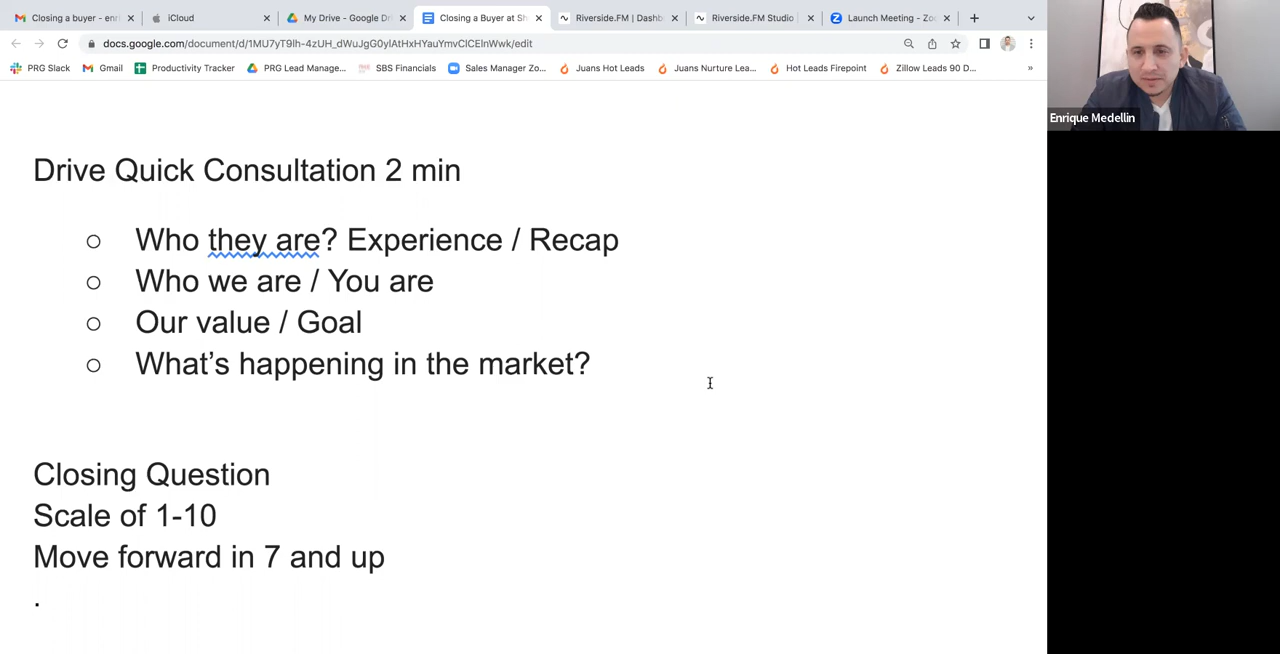 Closing a buyer - enri
iCloud
My Drive - Google Dr
Closing a Buyer at Sh
Riverside.FM | Dashb
Riverside.FM Studio
Launch Meeting - Zoo
docs.google.com/document/d/1MU7yT9Ih-4zUH_dWuJgG0ylAtHxHYauYmvClCElnWwk/edit
PRG Slack
Gmail
Productivity Tracker
PRG Lead Manage...
SBS Financials
Sales Manager Zo...
Juans Hot Leads
Juans Nurture Lea...
Hot Leads Firepoint
Zillow Leads 90 D...
»
Enrique Medellin
Drive Quick Consultation 2 min
○ Who they are? Experience / Recap
○ Who we are / You are
○ Our value / Goal
○ What’s happening in the market?
Closing Question
Scale of 1-10
Move forward in 7 and up
.